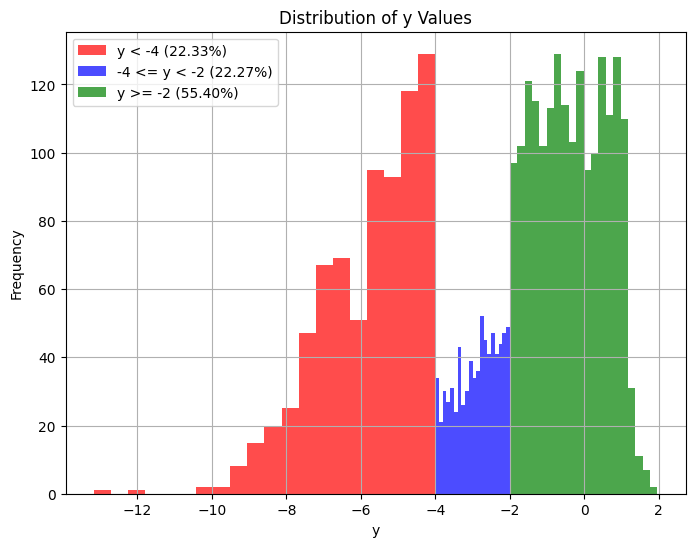 Distribution of y Values
y < -4 (22.33%)
-4 <= y < -2 (22.27%)
y >= -2 (55.40%)
Frequency
120
100
80
60
40
20
0
−12
−10
−8
−6
−4
−2
0
2
y